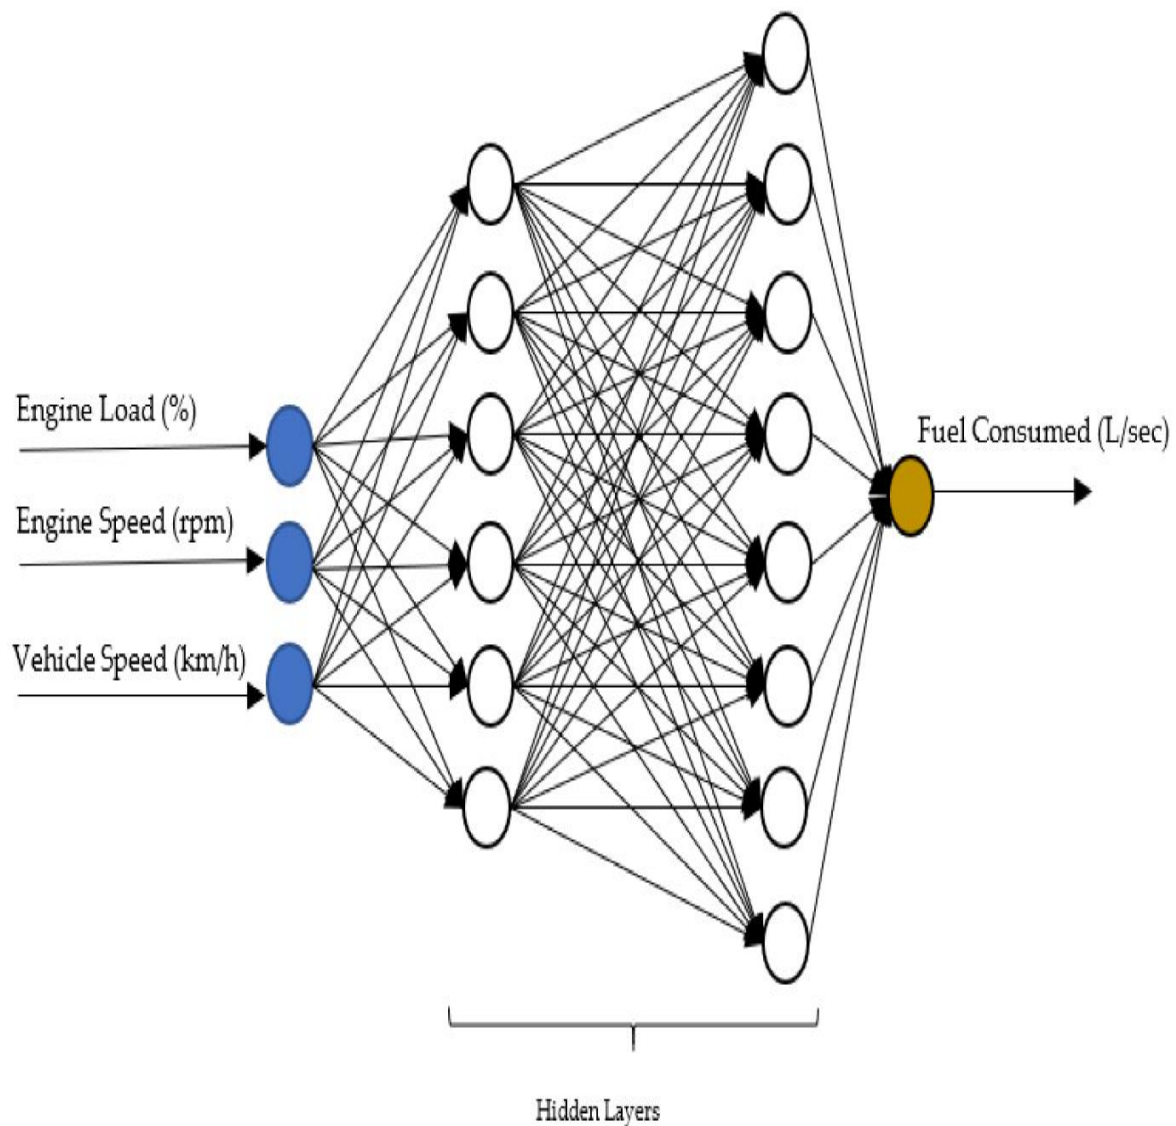 Engine Load (%)
Engine Speed (rpm)
Vehicle Speed (km/h)
Fuel Consumed (L/sec)
Hidden Layers